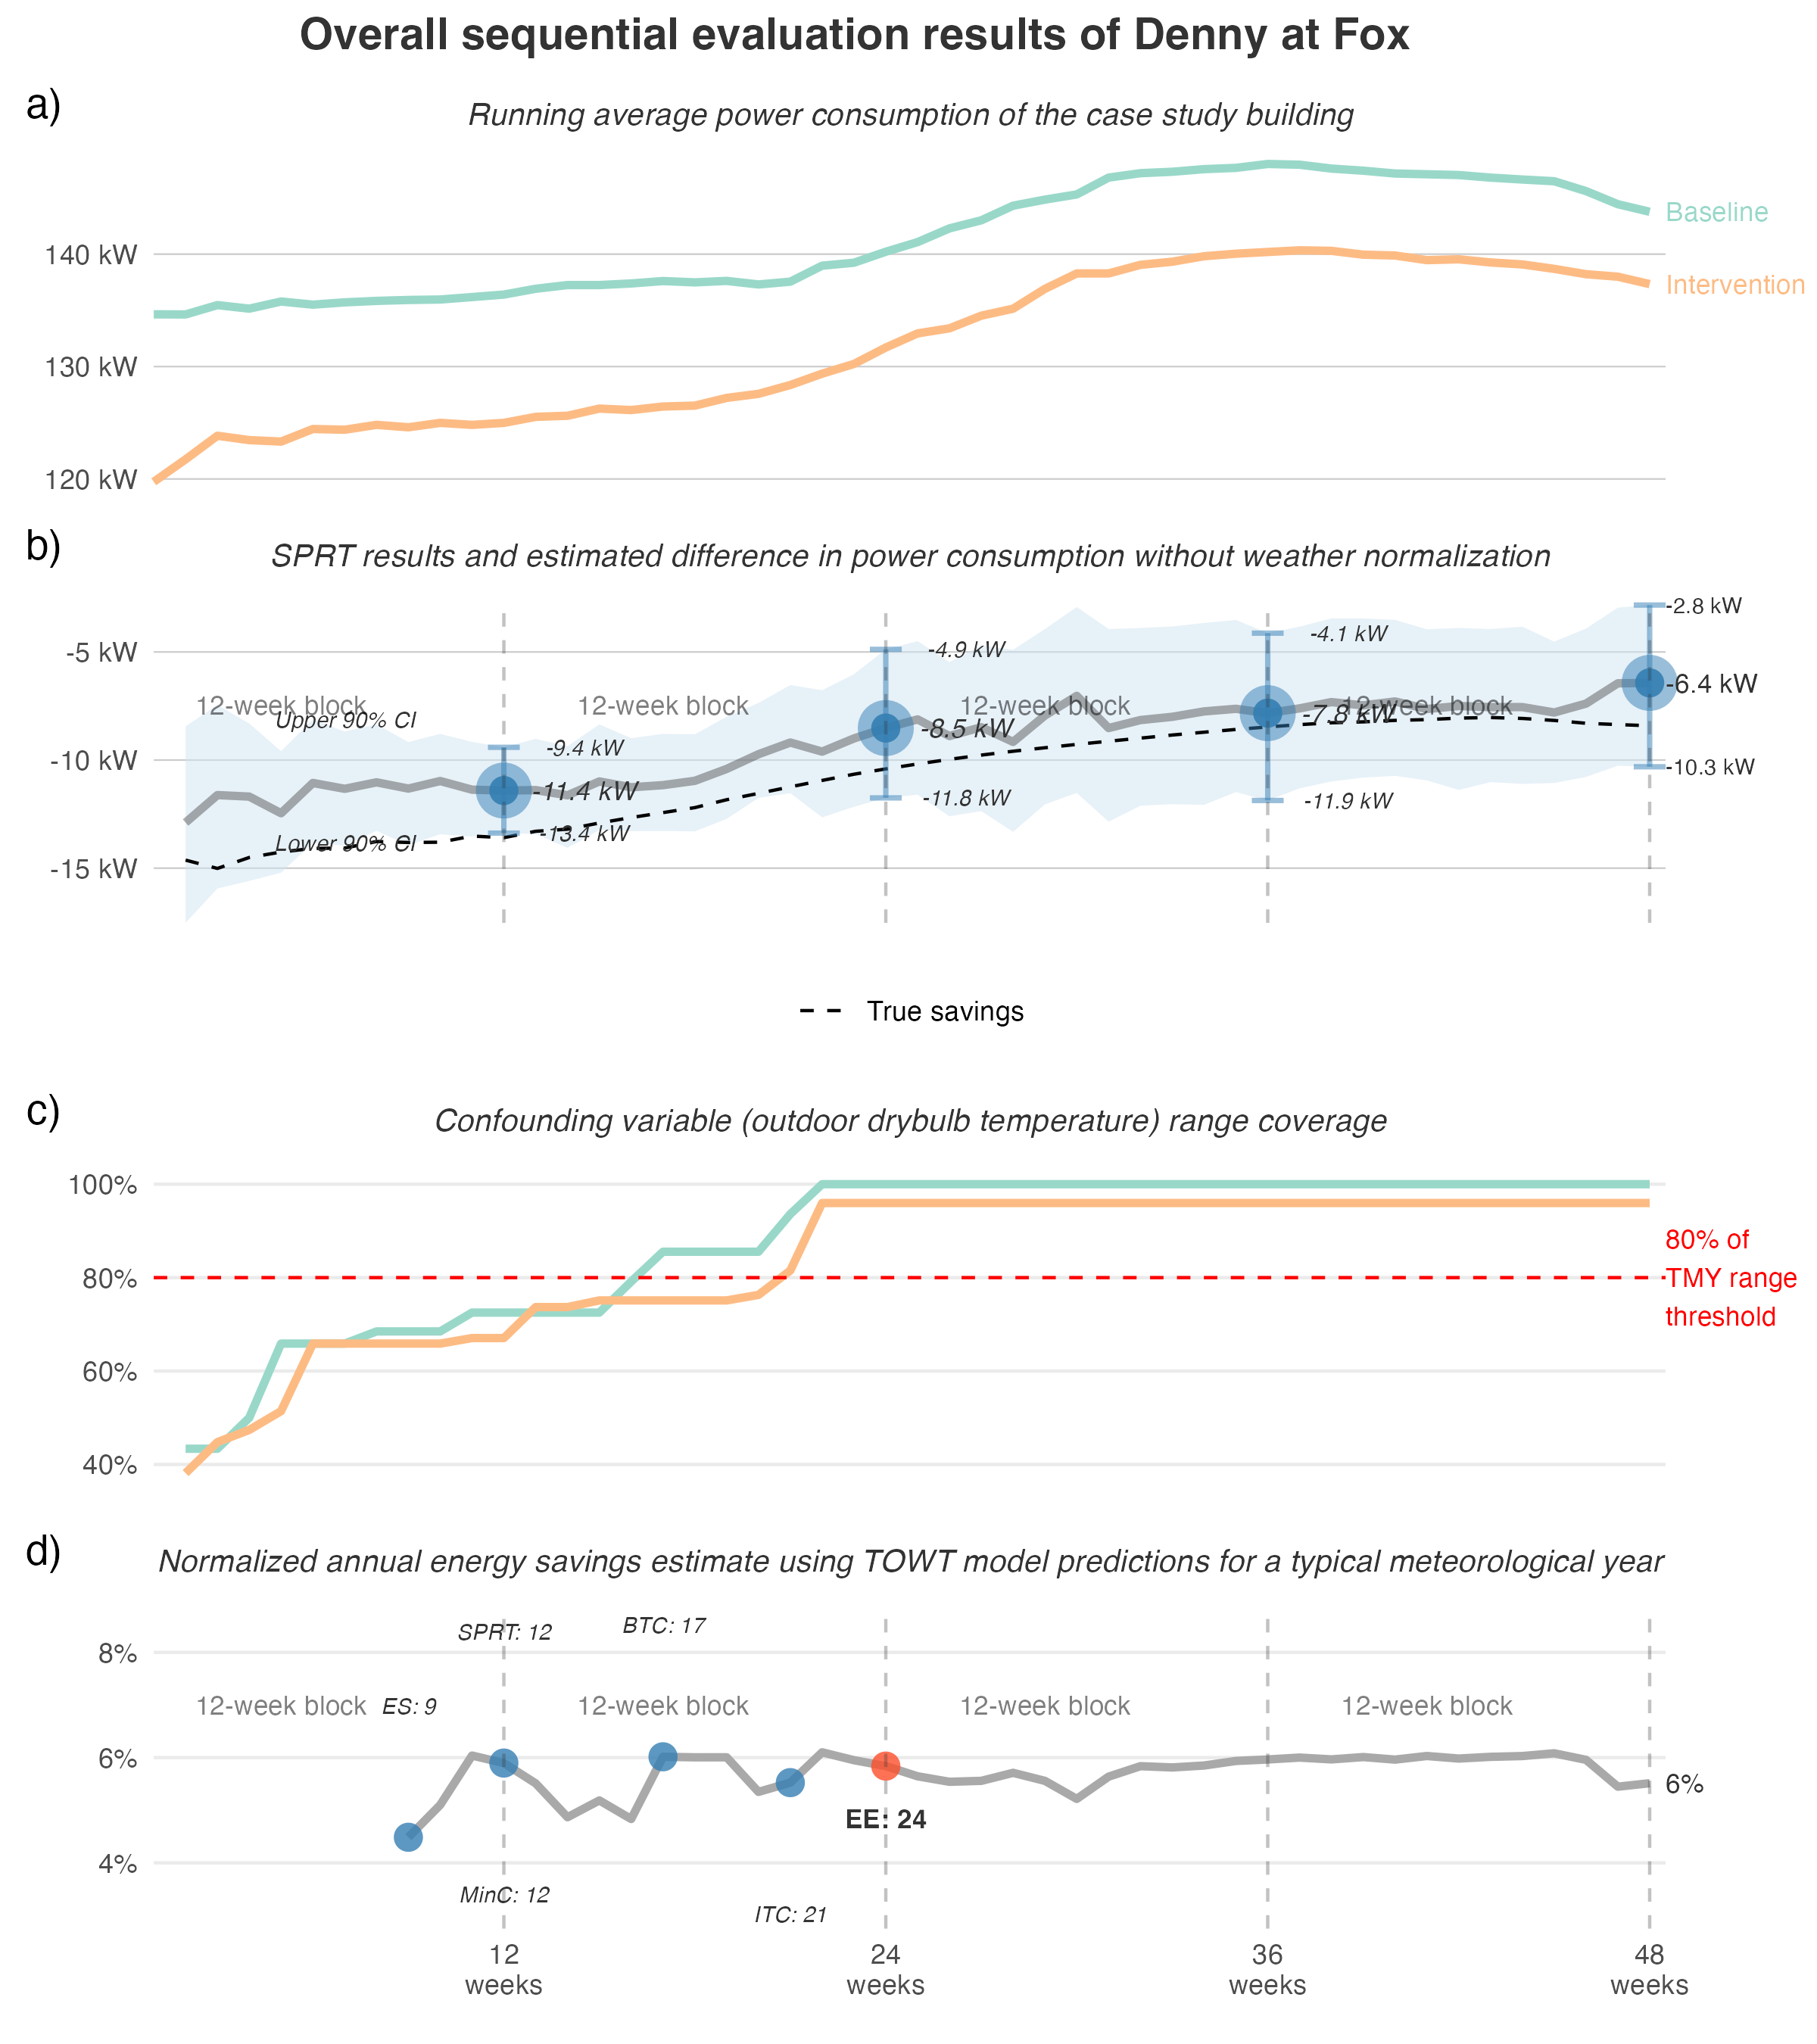 Overall sequential evaluation results of Denny at Fox
a)
Running average power consumption of the case study building
Baseline
140 kW
Intervention
130 kW
120 kW
b)
SPRT results and estimated difference in power consumption without weather normalization
-2.8 kW
-4.1 kW
-5 kW
-4.9 kW
-6.4 kW
12-week block
12-week block
12-week block
12-week block
Upper 90% CI
-7.8 kW
-8.5 kW
-9.4 kW
-10 kW
-10.3 kW
-11.4 kW
-11.8 kW
-11.9 kW
-13.4 kW
Lower 90% CI
-15 kW
True savings
c)
Confounding variable (outdoor drybulb temperature) range coverage
100%
80% of
TMY range
threshold
80%
60%
40%
d)
Normalized annual energy savings estimate using TOWT model predictions for a typical meteorological year
SPRT: 12
BTC: 17
8%
12-week block
ES: 9
12-week block
12-week block
12-week block
6%
6%
EE: 24
4%
MinC: 12
ITC: 21
12
weeks
24
weeks
36
weeks
48
weeks